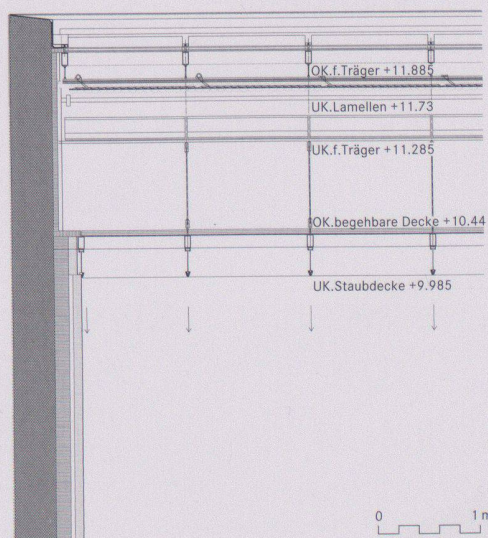 OK.f.Träger +11.885
UK.Lamellen +11.73
UK.f.Träger +11.285
OK.begehbare Decke +10.44
UK.Staubdecke +9.985
0 1 m